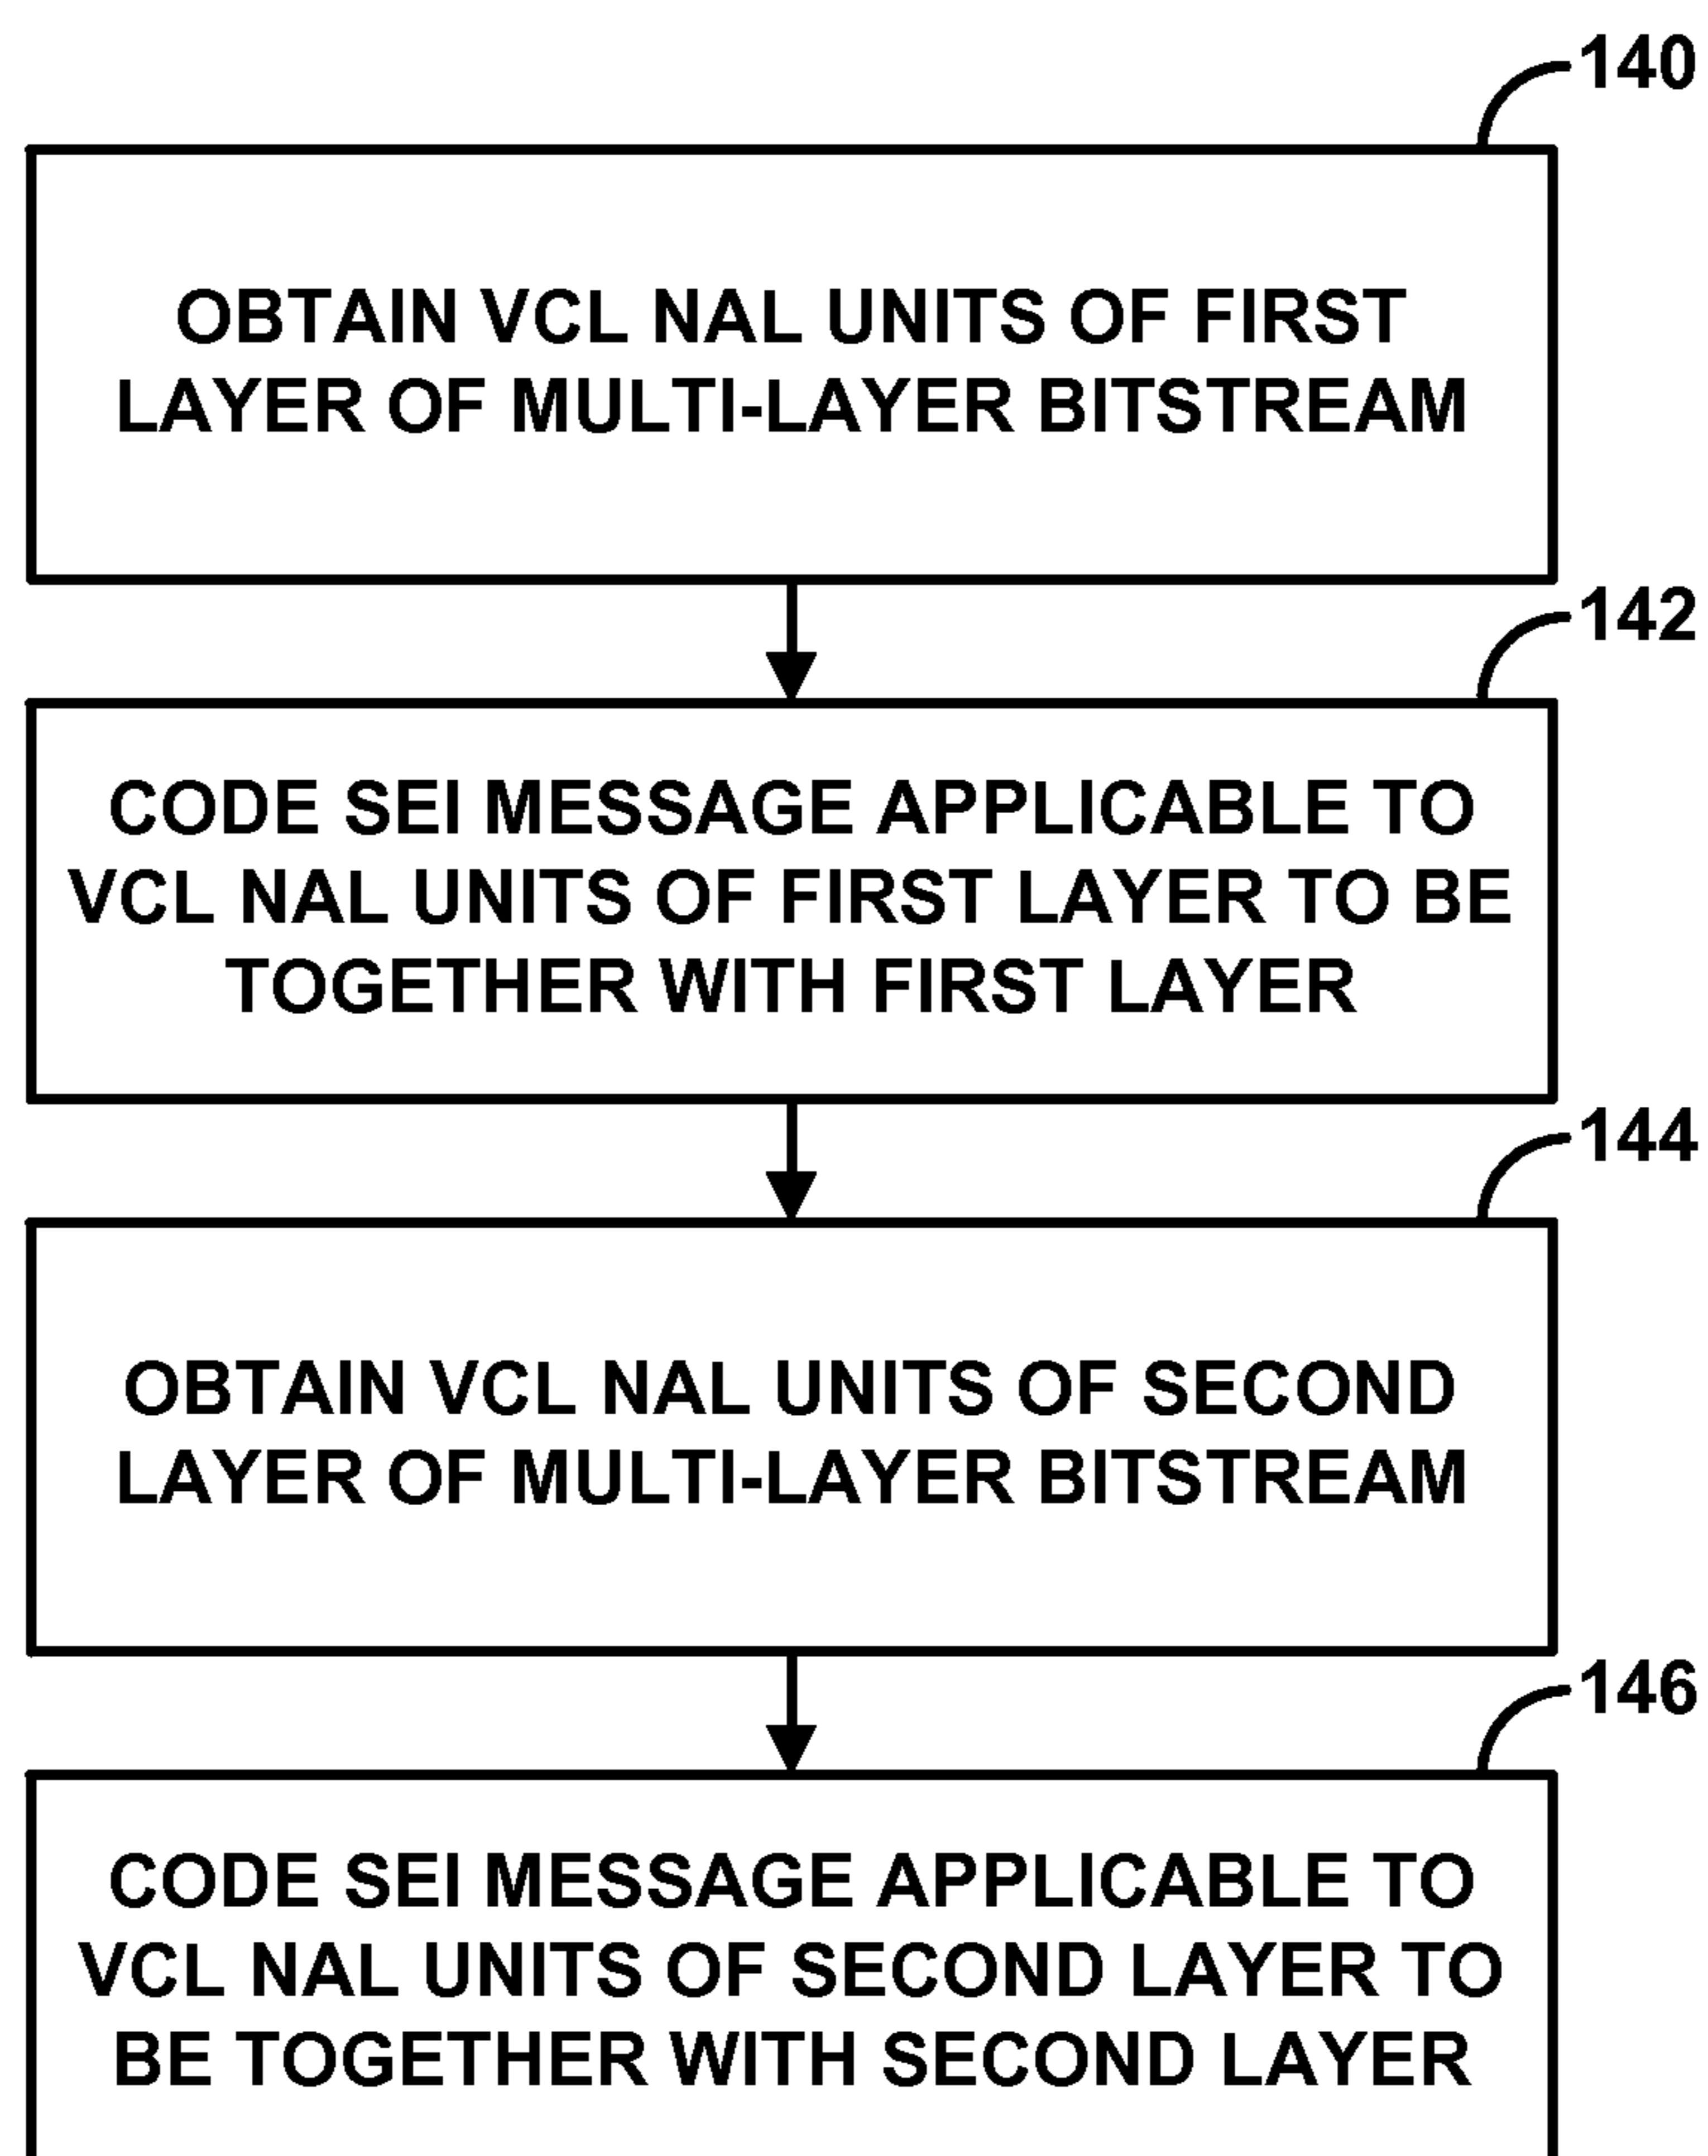 140
OBTAIN VCL NAL UNITS OF FIRST
LAYER OF MULTI-LAYER BITSTREAM
142
CODE SEI MESSAGE APPLICABLE TO
VCL NAL UNITS OF FIRST LAYER TO BE
TOGETHER WITH FIRST LAYER
144
OBTAIN VCL NAL UNITS OF SECOND
LAYER OF MULTI-LAYER BITSTREAM
146
CODE SEI MESSAGE APPLICABLE TO
VCL NAL UNITS OF SECOND LAYER TO
BE TOGETHER WITH SECOND LAYER